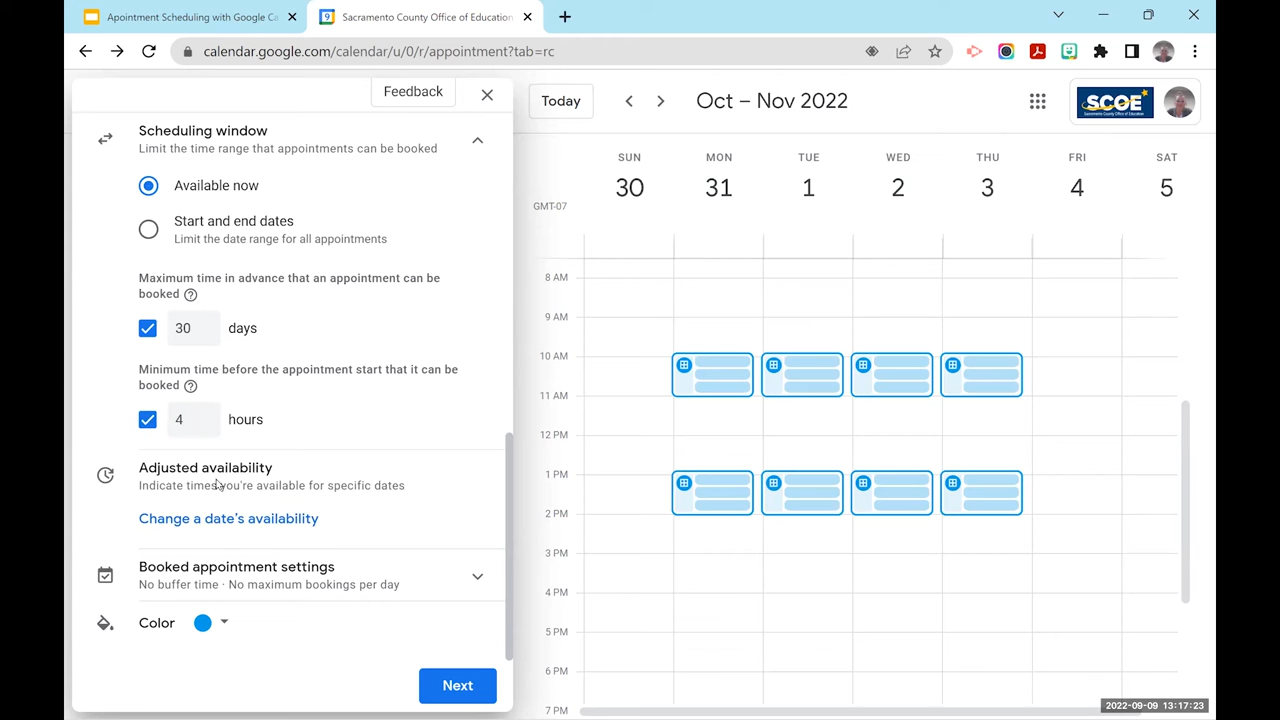 Apointment Scheduling with Google Ca
Sacramento County Office of Education
calendar.google.com/calendar/u/0/r/appointment?tab=rc
Feedback
Scheduling window
Limit the time range that appointments can be booked
Available now
Start and end dates
Limit the date range for all appointments
Maximum time in advance that an appointment can be
booked
30 days
Minimum time before the appointment start that it can be
booked
4 hours
Adjusted availability
Indicate times you're available for specific dates
Change a date's availability
Booked appointment settings
No buffer time · No maximum bookings per day
Color
Next
Today
Oct – Nov 2022
SCOE
Sacramento County Office of Education
SUN MON TUE WED THU FRI SAT
30 31 1 2 3 4 5
GMT-07
8 AM
9 AM
10 AM
11 AM
12 PM
1 PM
2 PM
3 PM
4 PM
5 PM
6 PM
7 PM
2022-09-09 13:17:23